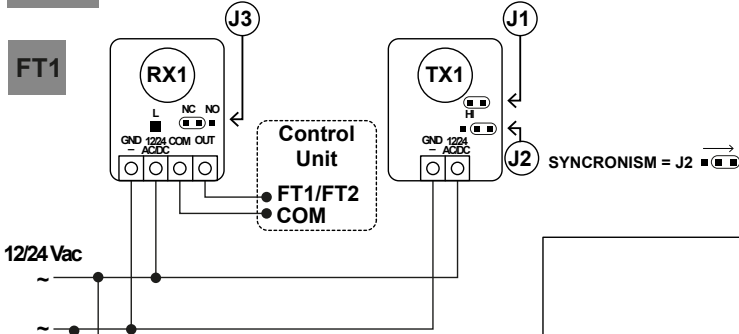 J3
J1
FT1
RX1
TX1
L
NC NO
HI
GND 12/24 COM OUT
– AC/DC
GND 12/24
– AC/DC
J2
SYNCRONISM = J2
Control
Unit
FT1/FT2
COM
12/24 Vac
~
~